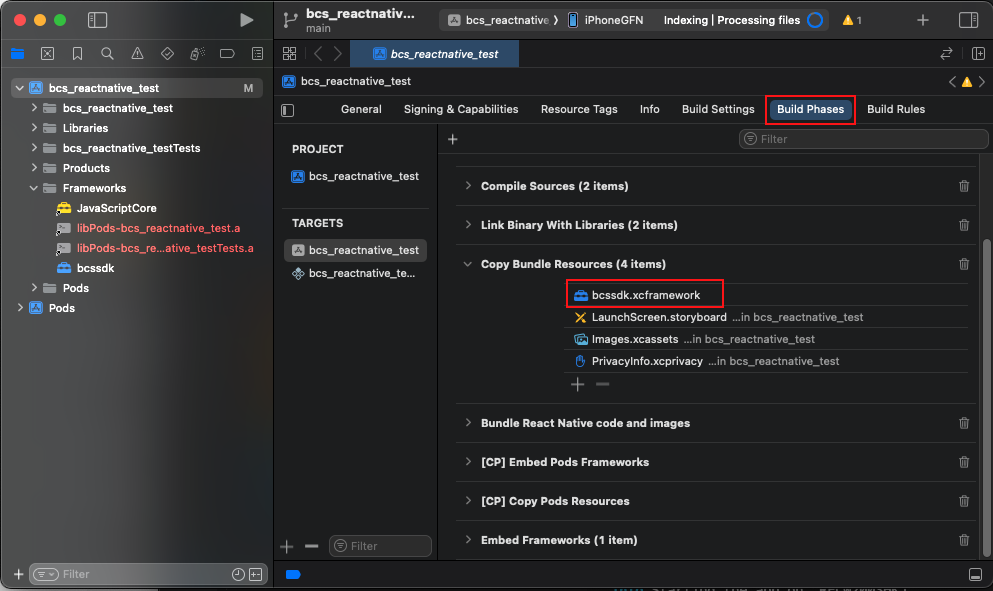 bcs_reactnativ...
main
bcs_reactnative
iPhoneGFN
Indexing | Processing files
1
bcs_reactnative_test
bcs_reactnative_test M
bcs_reactnative_test
Libraries
bcs_reactnative_testTests
Products
Frameworks
JavaScriptCore
libPods-bcs_reactnative_test.a
libPods-bcs_re...ative_testTests.a
bcssdk
Pods
Pods
Filter
bcs_reactnative_test
General
Signing & Capabilities
Resource Tags
Info
Build Settings
Build Phases
Build Rules
PROJECT
bcs_reactnative_test
TARGETS
bcs_reactnative_test
bcs_reactnative_te...
Filter
Filter
Compile Sources (2 items)
Link Binary With Libraries (2 items)
Copy Bundle Resources (4 items)
bcssdk.xcframework
LaunchScreen.storyboard ...in bcs_reactnative_test
Images.xcassets ...in bcs_reactnative_test
PrivacyInfo.xcprivacy ...in bcs_reactnative_test
Bundle React Native code and images
[CP] Embed Pods Frameworks
[CP] Copy Pods Resources
Embed Frameworks (1 item)